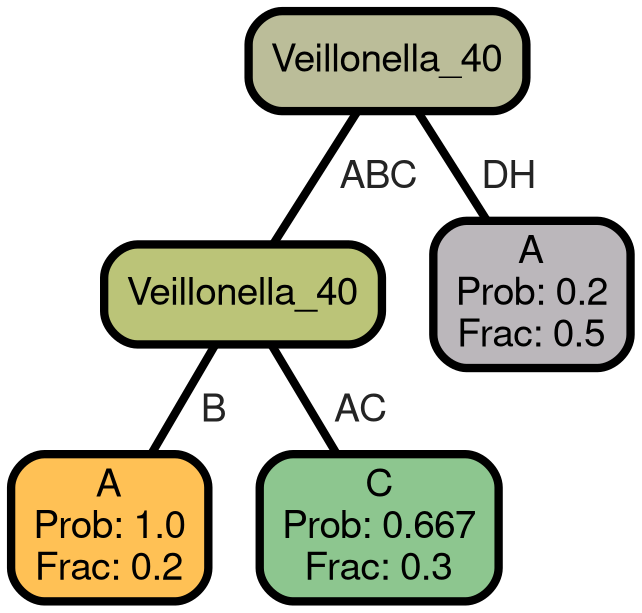 Veillonella_40
ABC
DH
Veillonella_40
A
Prob: 0.2
Frac: 0.5
B
AC
A
Prob: 1.0
Frac: 0.2
C
Prob: 0.667
Frac: 0.3